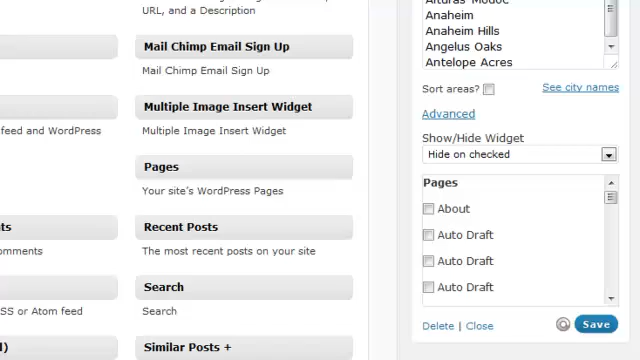 URL, and a Description
Mail Chimp Email Sign Up
Mail Chimp Email Sign Up
Multiple Image Insert Widget
feed and WordPress
Multiple Image Insert Widget
Pages
Your site's WordPress Pages
Recent Posts
omments
The most recent posts on your site
Search
SS or Atom feed
Search
Similar Posts +
Alturas Modoc
Anaheim
Anaheim Hills
Angelus Oaks
Antelope Acres
Sort areas?
See city names
Advanced
Show/Hide Widget
Hide on checked
Pages
About
Auto Draft
Auto Draft
Auto Draft
Delete | Close
Save